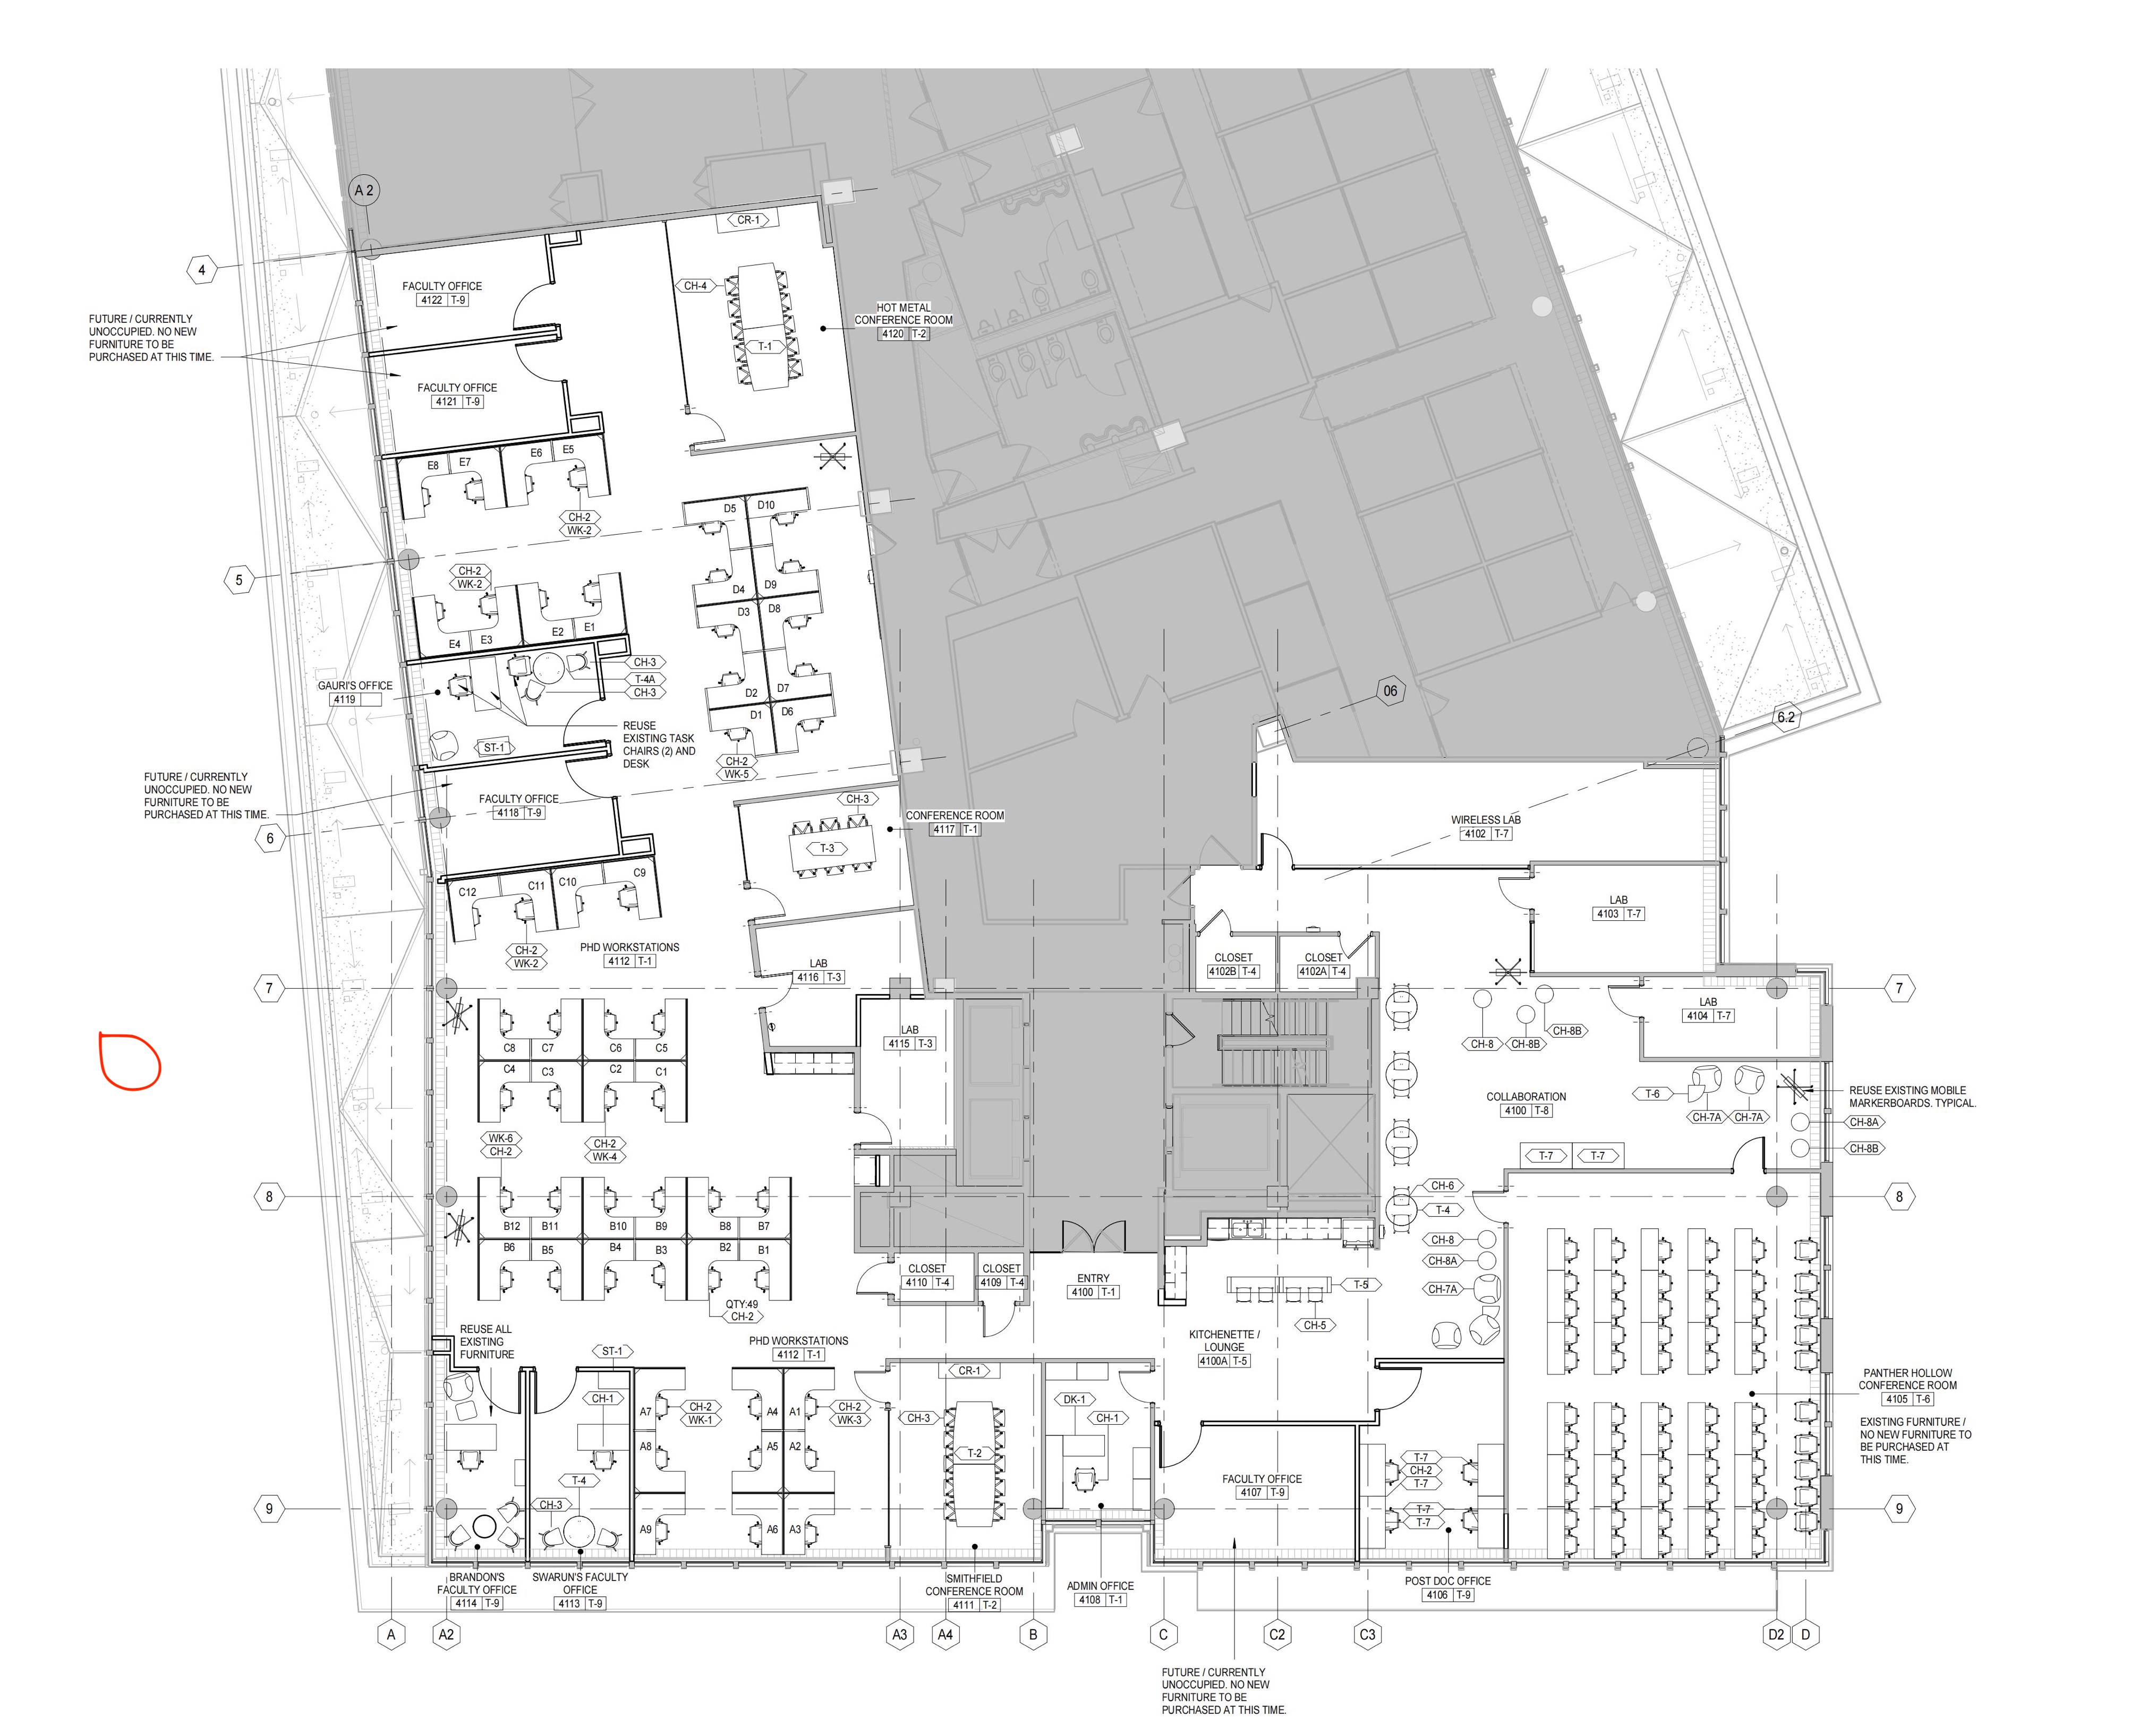 A 2
CR-1
4
FACULTY OFFICE
4122 T-9
CH-4
HOT METAL
CONFERENCE ROOM
4120 T-2
FUTURE / CURRENTLY
UNOCCUPIED. NO NEW
FURNITURE TO BE
PURCHASED AT THIS TIME.
T-1
FACULTY OFFICE
4121 T-9
E8 E7 E6 E5
CH-2
WK-2
D5 D10
5
CH-2
WK-2
D4 D9
D3 D8
E4 E3 E2 E1
CH-3
T-4A
CH-3
GAURI'S OFFICE
4119
D2 D7
D1 D6
06
6.2
ST-1
REUSE
EXISTING TASK
CHAIRS (2) AND
DESK
CH-2
WK-5
FUTURE / CURRENTLY
UNOCCUPIED. NO NEW
FURNITURE TO BE
PURCHASED AT THIS TIME.
FACULTY OFFICE
4118 T-9
CH-3
CONFERENCE ROOM
4117 T-1
T-3
WIRELESS LAB
4102 T-7
6
C12 C11 C10 C9
LAB
4103 T-7
CH-2
WK-2
PHD WORKSTATIONS
4112 T-1
LAB
4116 T-3
CLOSET
4102B T-4
CLOSET
4102A T-4
7
7
LAB
4104 T-7
LAB
4115 T-3
CH-8B
CH-8 CH-8B
C8 C7 C6 C5
C4 C3 C2 C1
T-6
REUSE EXISTING MOBILE
MARKERBOARDS. TYPICAL.
COLLABORATION
4100 T-8
CH-7A CH-7A
CH-8A
CH-8B
WK-6
CH-2
CH-2
WK-4
T-7 T-7
8
8
CH-6
T-4
B12 B11 B10 B9 B8 B7
B6 B5 B4 B3 B2 B1
CH-8
CH-8A
CH-7A
CLOSET
4110 T-4
CLOSET
4109 T-4
ENTRY
4100 T-1
T-5
CH-5
QTY:49
CH-2
REUSE ALL
EXISTING
FURNITURE
PHD WORKSTATIONS
4112 T-1
KITCHENETTE /
LOUNGE
4100A T-5
ST-1
CR-1
CH-1
DK-1
CH-1
PANTHER HOLLOW
CONFERENCE ROOM
4105 T-6
EXISTING FURNITURE /
NO NEW FURNITURE TO
BE PURCHASED AT
THIS TIME.
A7 CH-2
WK-1
A4 A1 CH-2
WK-3
CH-3
A8 A5 A2
T-2
T-4
CH-3
FACULTY OFFICE
4107 T-9
T-7
CH-2
T-7
T-7
T-7
9
9
A9 A6 A3
BRANDON'S
FACULTY OFFICE
4114 T-9
SWARUN'S FACULTY
OFFICE
4113 T-9
SMITHFIELD
CONFERENCE ROOM
4111 T-2
ADMIN OFFICE
4108 T-1
POST DOC OFFICE
4106 T-9
A A2 A3 A4 B C C2 C3 D2 D
FUTURE / CURRENTLY
UNOCCUPIED. NO NEW
FURNITURE TO BE
PURCHASED AT THIS TIME.